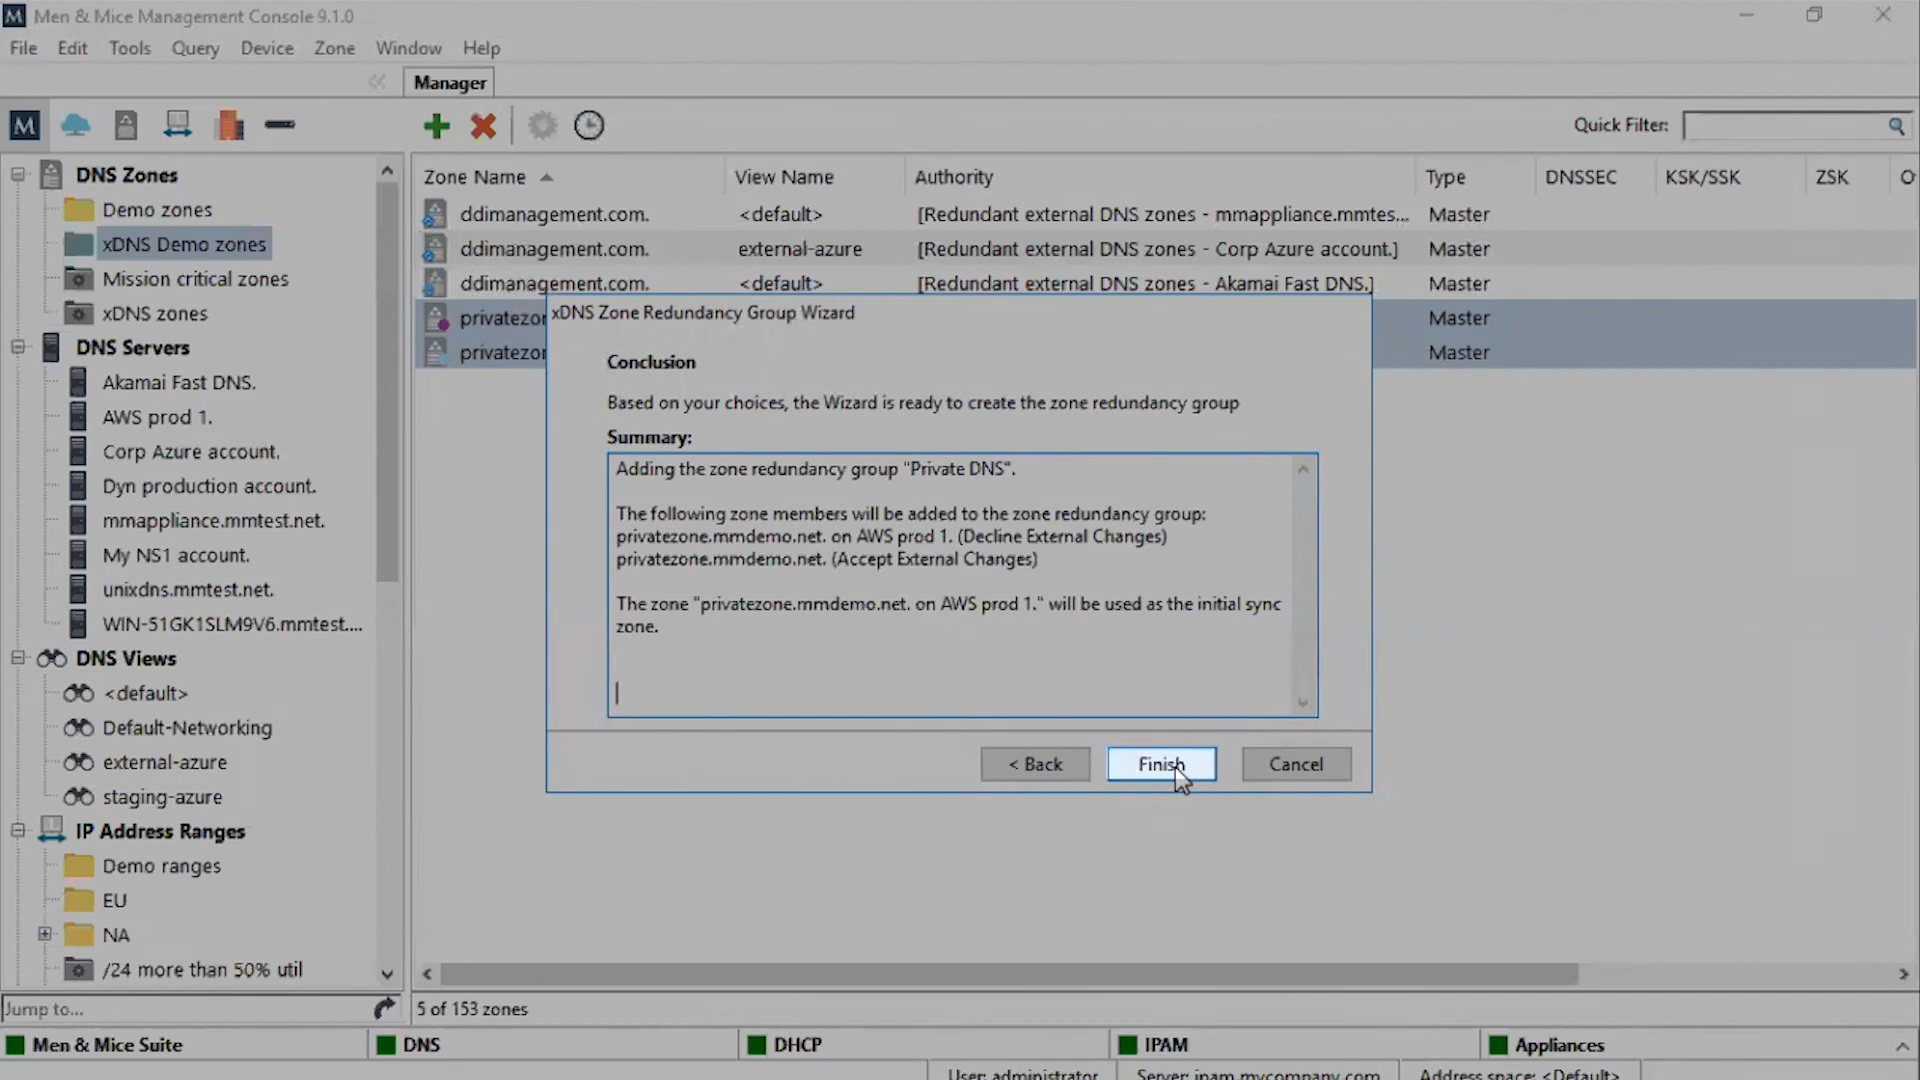 Men & Mice Management Console 9.1.0
File Edit Tools Query Device Zone Window Help
Manager
M
Quick Filter:
DNS Zones
Demo zones
xDNS Demo zones
Mission critical zones
xDNS zones
DNS Servers
Akamai Fast DNS.
AWS prod 1.
Corp Azure account.
Dyn production account.
mmappliance.mmtest.net.
My NS1 account.
unixdns.mmtest.net.
WIN-51GK1SLM9V6.mmtest....
DNS Views
<default>
Default-Networking
external-azure
staging-azure
IP Address Ranges
Demo ranges
EU
NA
/24 more than 50% util
Jump to...
Zone Name View Name Authority Type DNSSEC KSK/SSK ZSK O
ddimanagement.com. <default> [Redundant external DNS zones - mmappliance.mmtes... Master
ddimanagement.com. external-azure [Redundant external DNS zones - Corp Azure account.] Master
ddimanagement.com. <default> [Redundant external DNS zones - Akamai Fast DNS.] Master
privatezor Master
privatezor Master
xDNS Zone Redundancy Group Wizard
Conclusion
Based on your choices, the Wizard is ready to create the zone redundancy group
Summary:
Adding the zone redundancy group "Private DNS".
The following zone members will be added to the zone redundancy group:
privatezone.mmdemo.net. on AWS prod 1. (Decline External Changes)
privatezone.mmdemo.net. (Accept External Changes)
The zone "privatezone.mmdemo.net. on AWS prod 1." will be used as the initial sync
zone.
< Back Finish Cancel
5 of 153 zones
Men & Mice Suite DNS DHCP IPAM Appliances
User: administrator Server: ipam.mycompany.com Address space: <Default>